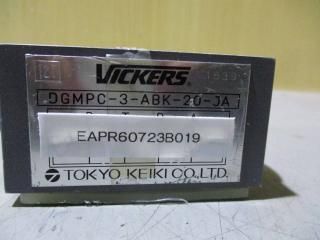 VICKERS
DGMPC-3-ABK-20-JA
EAPR60723B019
TOKYO KEIKI CO., LTD.